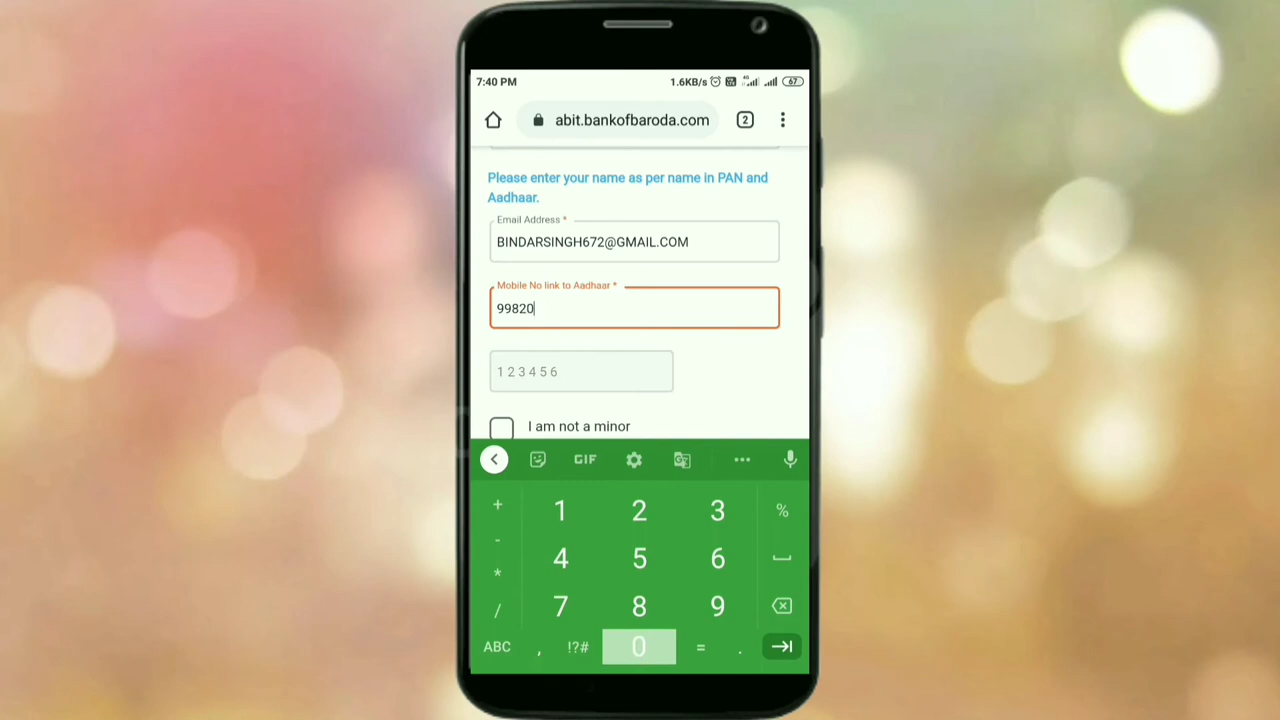 7:40 PM 1.6KB/s 4G 67
abit.bankofbaroda.com 2
Please enter your name as per name in PAN and
Aadhaar.
Email Address *
BINDARSINGH672@GMAIL.COM
Mobile No link to Aadhaar *
99820
1 2 3 4 5 6
I am not a minor
GIF
+ 1 2 3 %
- 4 5 6
*
/ 7 8 9
ABC , !?# 0 = .